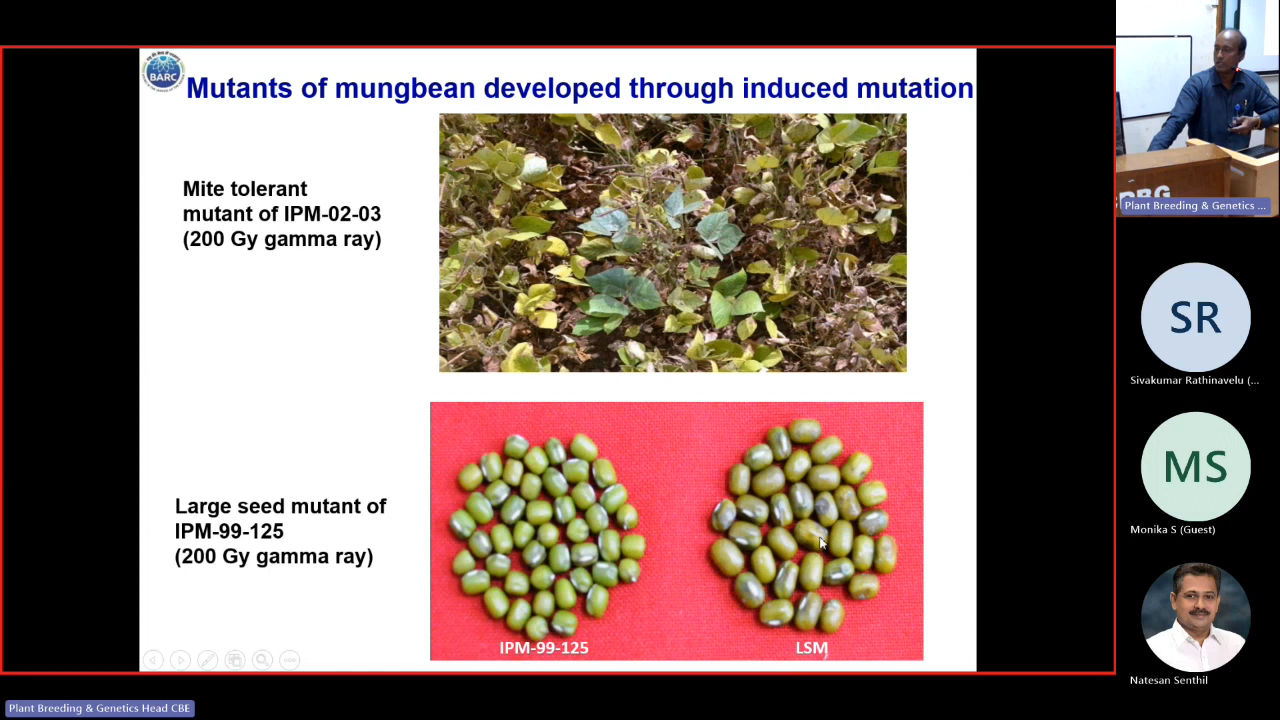 BARC
Mutants of mungbean developed through induced mutation
Mite tolerant
mutant of IPM-02-03
(200 Gy gamma ray)
Large seed mutant of
IPM-99-125
(200 Gy gamma ray)
IPM-99-125
LSM
Plant Breeding & Genetics Head CBE
Plant Breeding & Genetics ...
SR
Sivakumar Rathinavelu (...
MS
Monika S (Guest)
Natesan Senthil